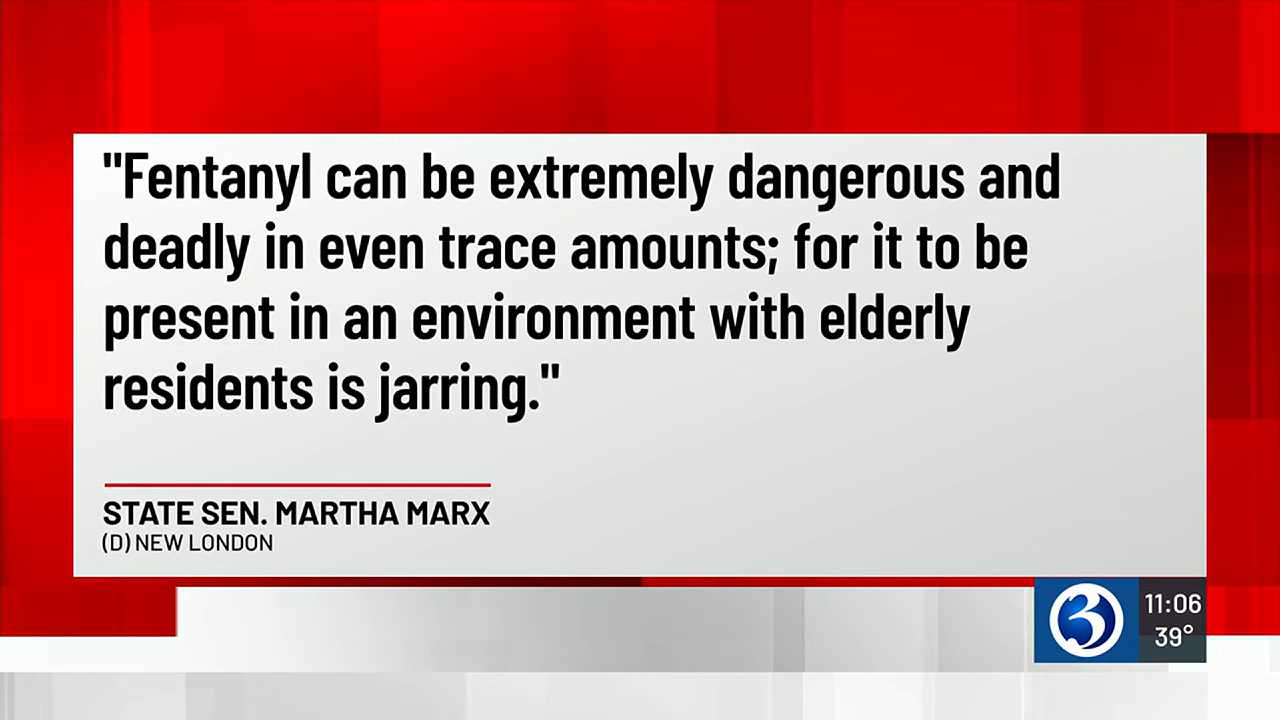 "Fentanyl can be extremely dangerous and
deadly in even trace amounts; for it to be
present in an environment with elderly
residents is jarring."
STATE SEN. MARTHA MARX
(D) NEW LONDON
3
11:06
39°